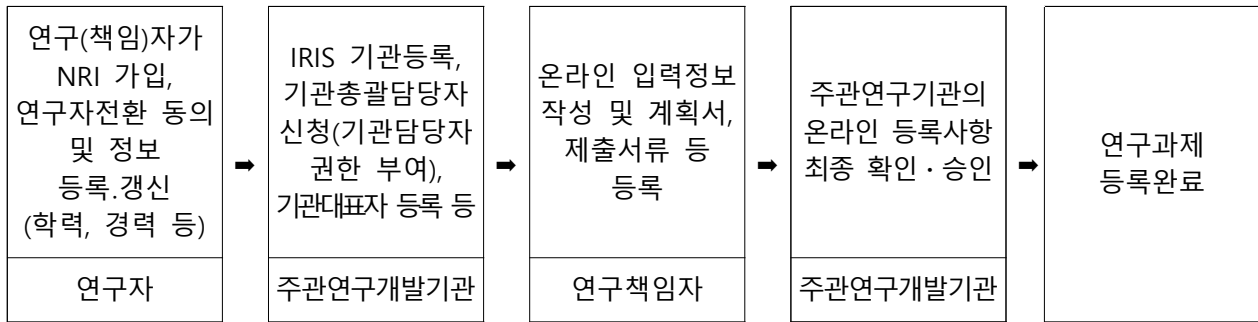 연구(책임)자가
NRI 가입,
연구자전환 동의
및 정보
등록.갱신
(학력, 경력 등)
연구자
➡
IRIS 기관등록,
기관총괄담당자
신청(기관담당자
권한 부여),
기관대표자 등록 등
주관연구개발기관
➡
온라인 입력정보
작성 및 계획서,
제출서류 등
등록
연구책임자
➡
주관연구기관의
온라인 등록사항
최종 확인·승인
주관연구개발기관
➡
연구과제
등록완료